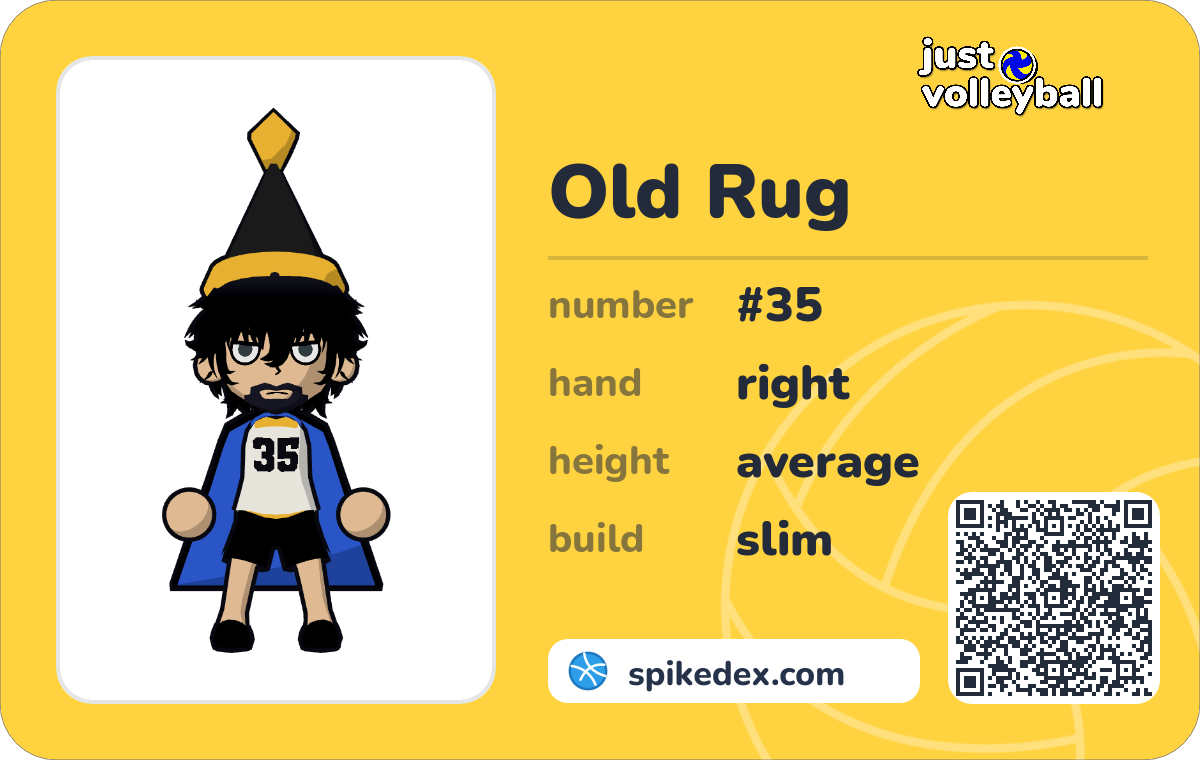 just
volleyball
Old Rug
number #35
hand right
height average
build slim
35
spikedex.com